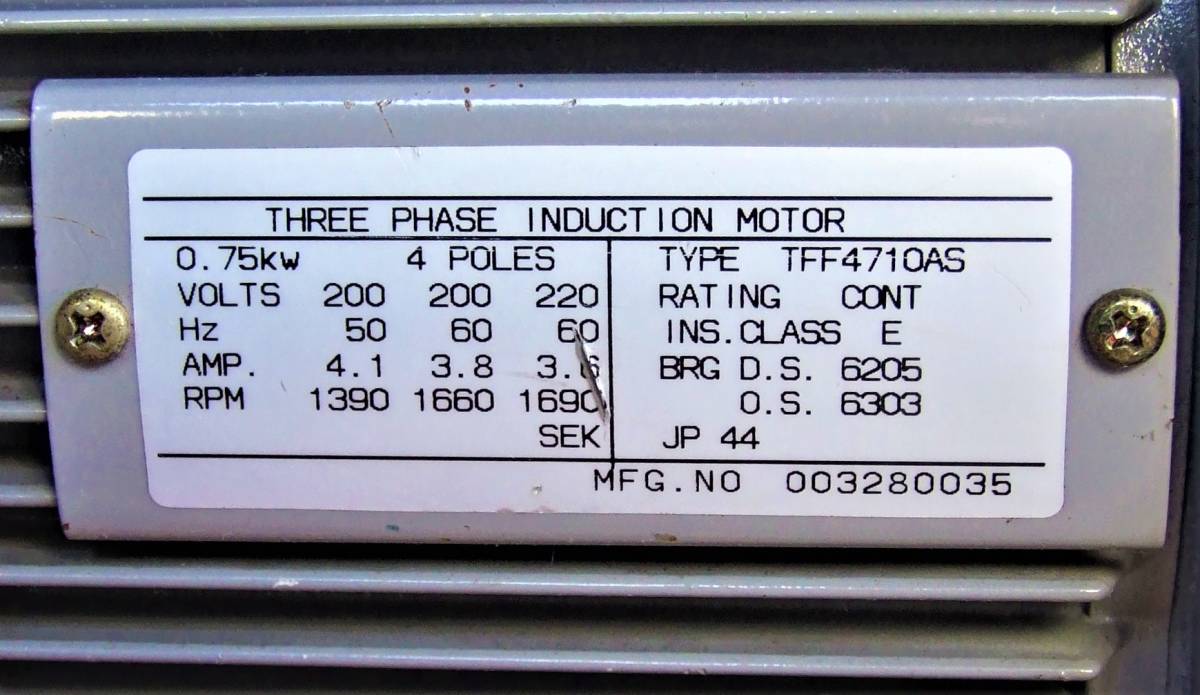 THREE PHASE INDUCTION MOTOR
0.75kw 4 POLES
VOLTS 200 200 220
Hz 50 60 60
AMP. 4.1 3.8 3.6
RPM 1390 1660 1690
SEK
TYPE TFF4710AS
RATING CONT
INS.CLASS E
BRG D.S. 6205
O.S. 6303
JP 44
MFG.NO 003280035